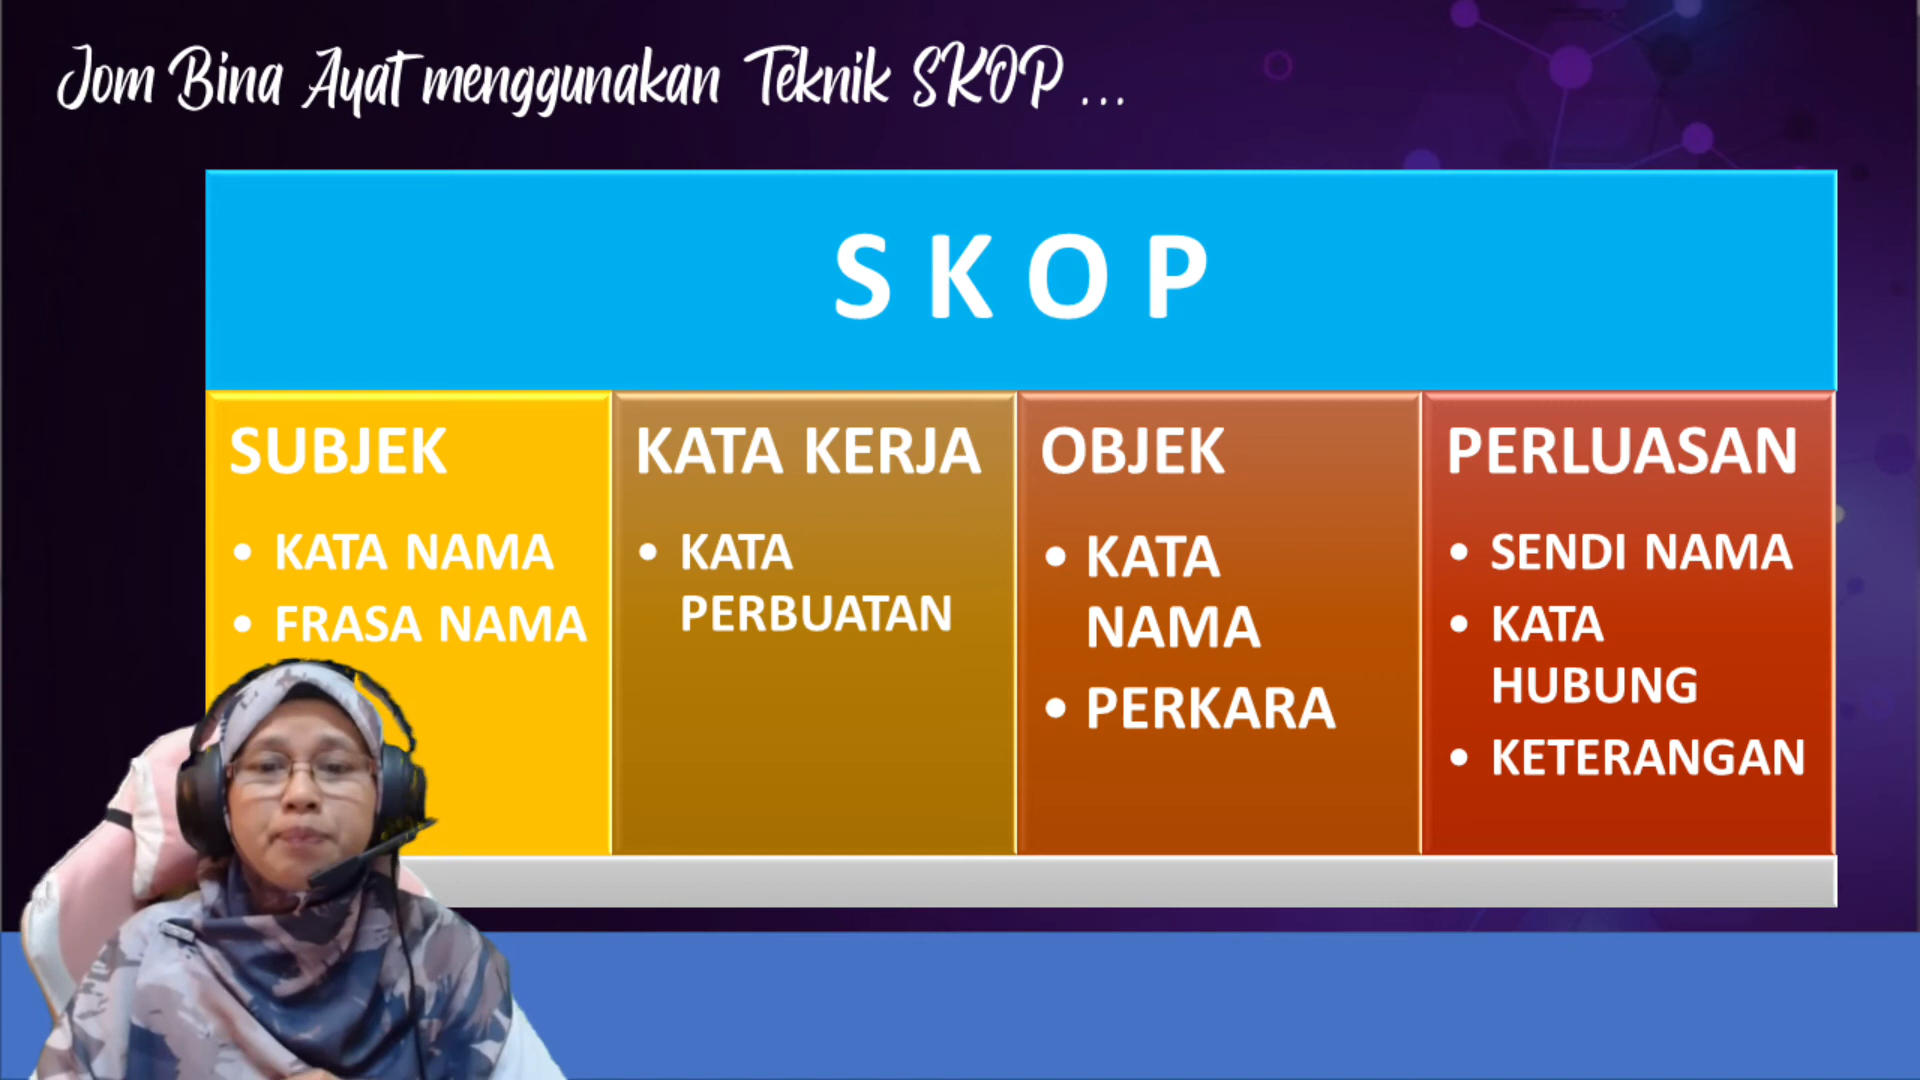 Jom Bina Ayat menggunakan Teknik SKOP ...
S K O P
SUBJEK
• KATA NAMA
• FRASA NAMA
KATA KERJA
• KATA
PERBUATAN
OBJEK
• KATA
NAMA
• PERKARA
PERLUASAN
• SENDI NAMA
• KATA
HUBUNG
• KETERANGAN